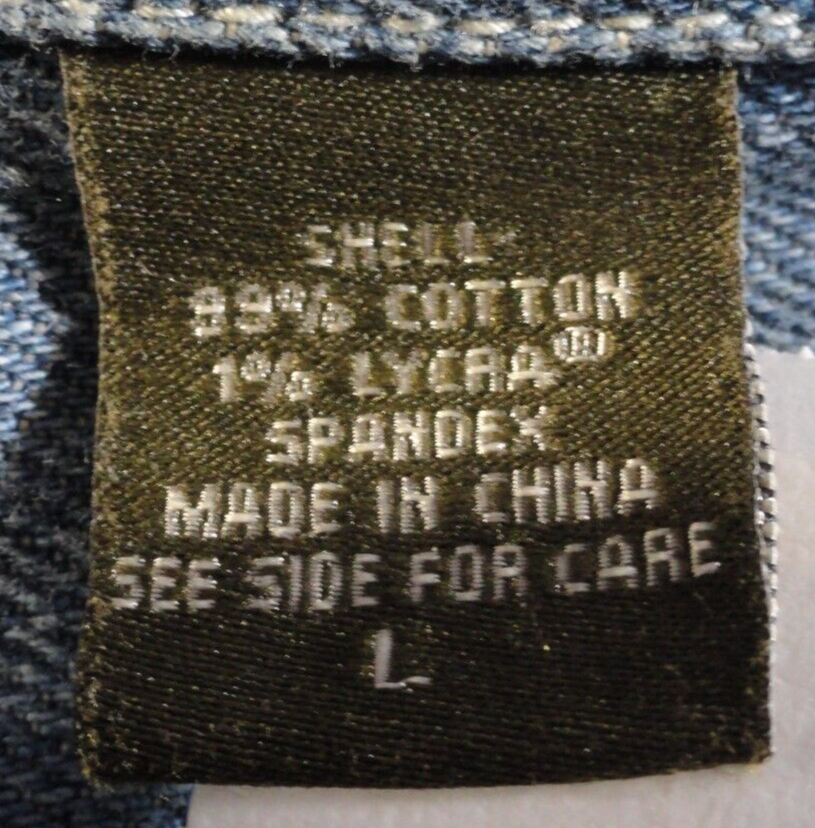 SHELL
99% COTTON
1% LYCRA®
SPANDEX
MADE IN CHINA
SEE SIDE FOR CARE
L